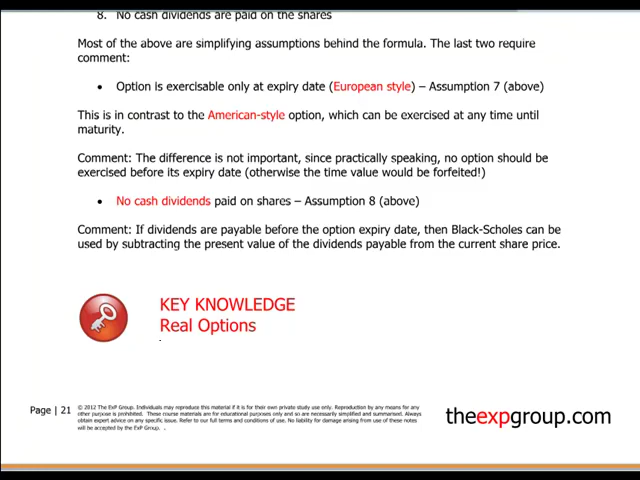 8. No cash dividends are paid on the shares
Most of the above are simplifying assumptions behind the formula. The last two require
comment:
• Option is exercisable only at expiry date (European style) – Assumption 7 (above)
This is in contrast to the American-style option, which can be exercised at any time until
maturity.
Comment: The difference is not important, since practically speaking, no option should be
exercised before its expiry date (otherwise the time value would be forfeited!)
• No cash dividends paid on shares – Assumption 8 (above)
Comment: If dividends are payable before the option expiry date, then Black-Scholes can be
used by subtracting the present value of the dividends payable from the current share price.
KEY KNOWLEDGE
Real Options
Page | 21
© 2012 The ExP Group. Individuals may reproduce this material if it is for their own private study use only. Reproduction by any means for any
other purpose is prohibited. These course materials are for educational purposes only and so are necessarily simplified and summarised. Always
obtain expert advice on any specific issue. Refer to our full terms and conditions of use. No liability for damage arising from use of these notes
will be accepted by the ExP Group. .
theexpgroup.com